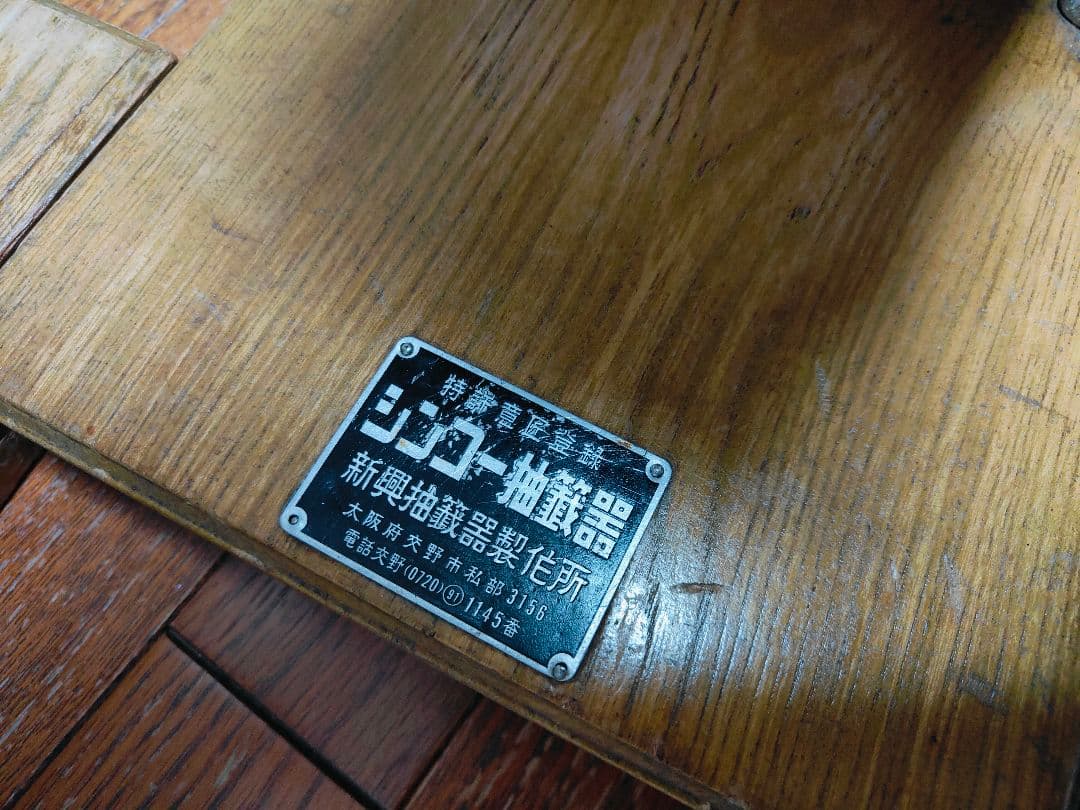 特許意匠登録
シンコー抽籤器
新興抽籤器製作所
大阪府交野市私部3156
電話交野(0720)㉑1145番